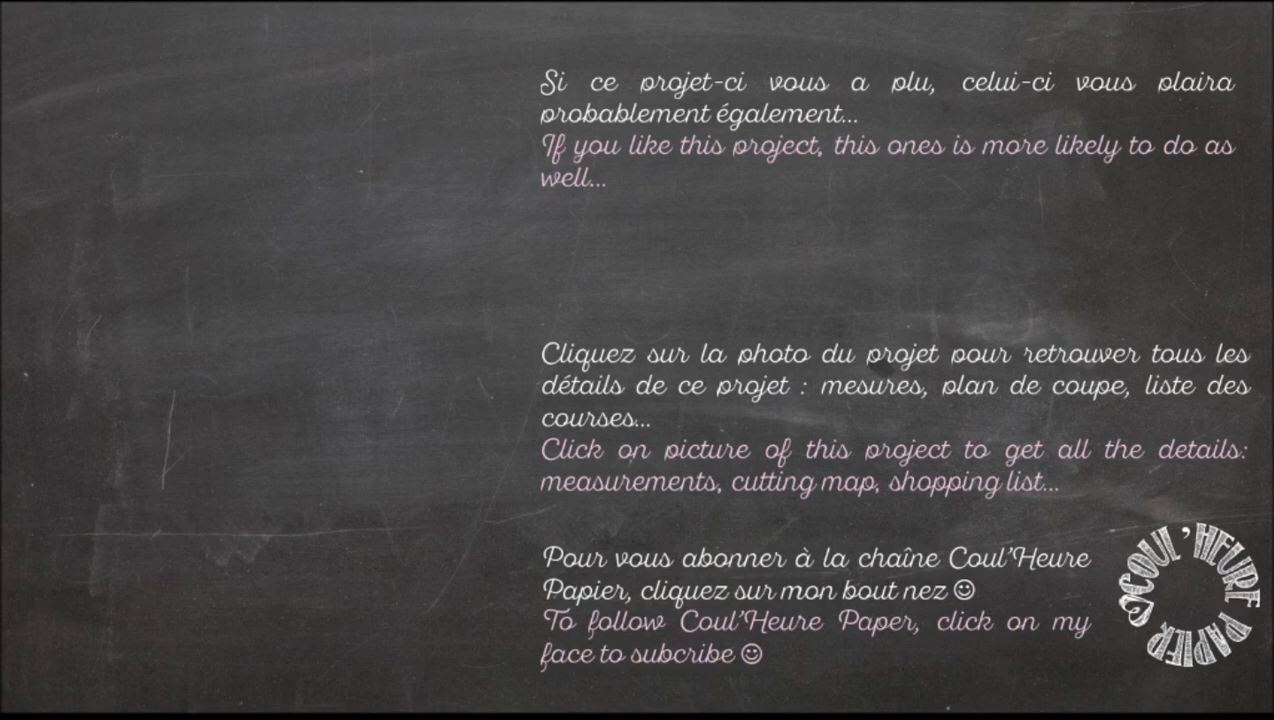 Si ce projet-ci vous a plu, celui-ci vous plaira
probablement également...
If you like this project, this ones is more likely to do as
well...
Cliquez sur la photo du projet pour retrouver tous les
détails de ce projet : mesures, plan de coupe, liste des
courses...
Click on picture of this project to get all the details:
measurements, cutting map, shopping list...
Pour vous abonner à la chaîne Coul'Heure
Papier, cliquez sur mon bout nez ☺
To follow Coul'Heure Paper, click on my
face to subcribe ☺
COUL'HEURE PAPIER